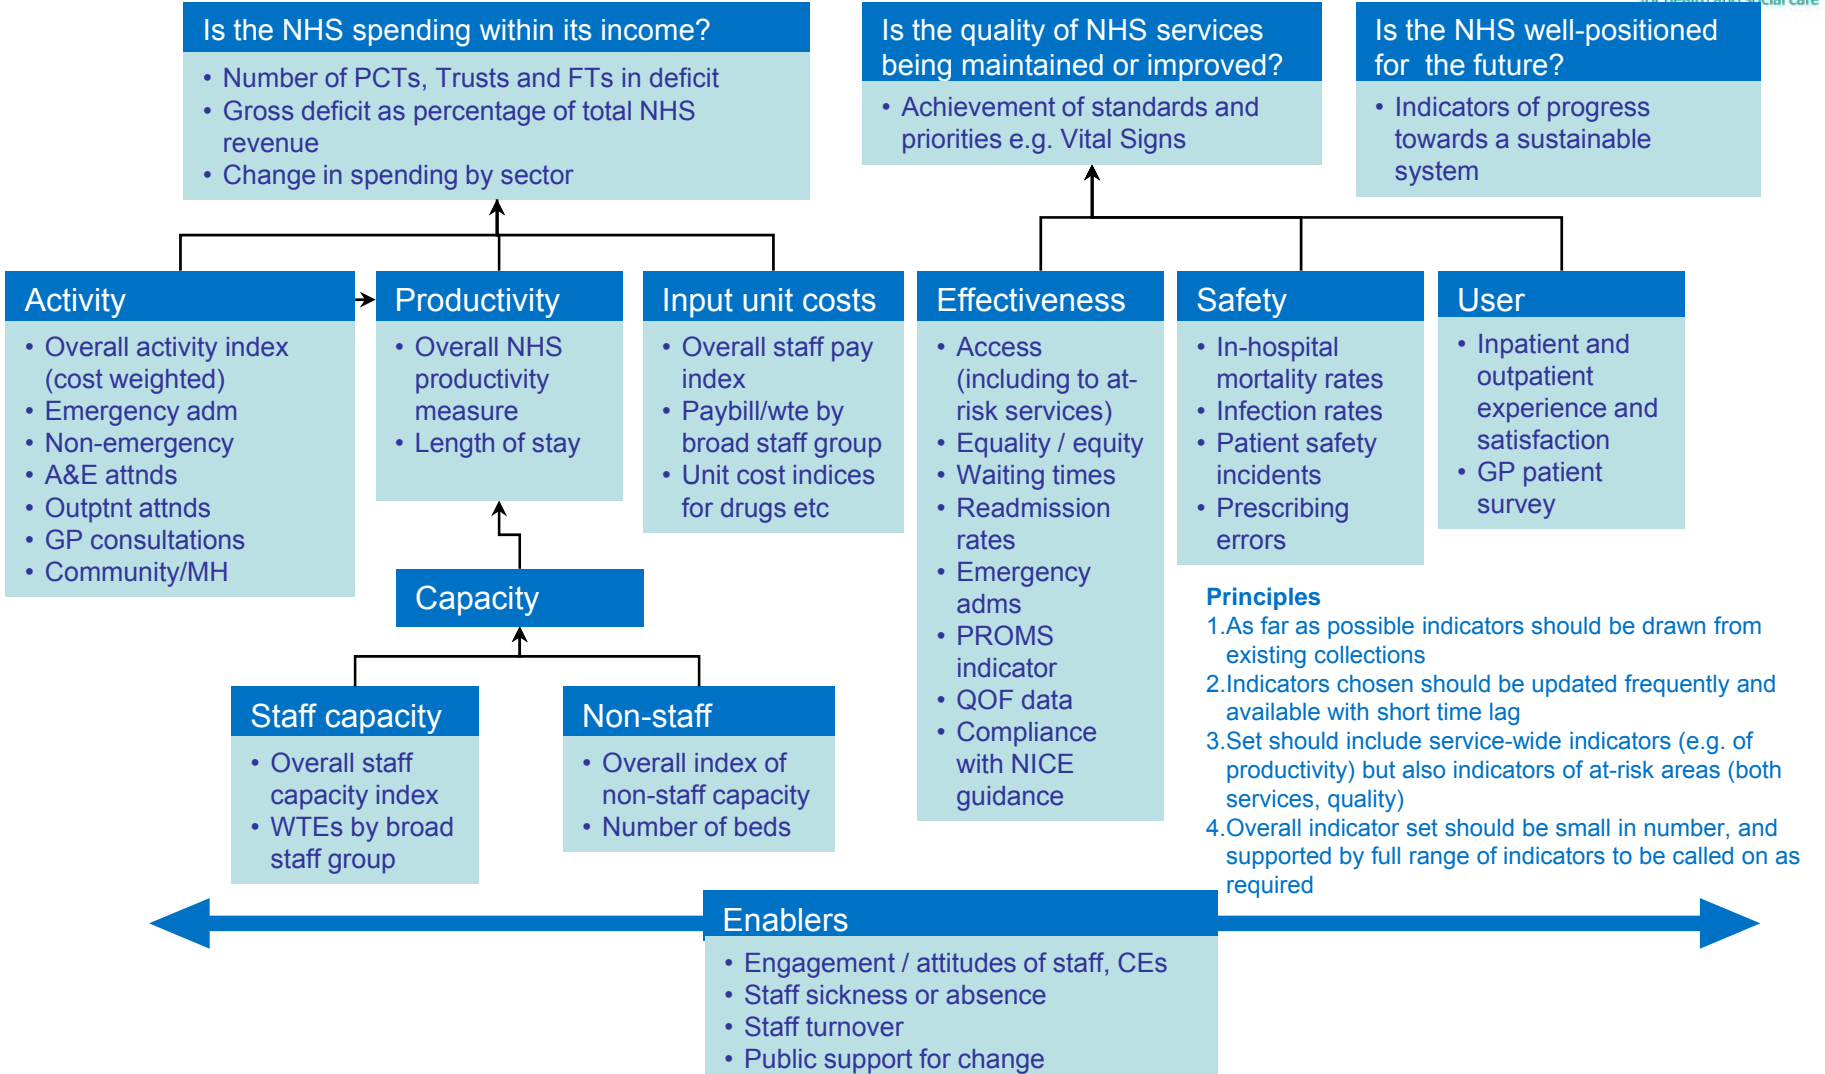 for health and social care
Is the NHS spending within its income?
• Number of PCTs, Trusts and FTs in deficit
• Gross deficit as percentage of total NHS
revenue
• Change in spending by sector
Is the quality of NHS services
being maintained or improved?
• Achievement of standards and
priorities e.g. Vital Signs
Is the NHS well-positioned
for the future?
• Indicators of progress
towards a sustainable
system
Activity
• Overall activity index
(cost weighted)
• Emergency adm
• Non-emergency
• A&E attnds
• Outptnt attnds
• GP consultations
• Community/MH
Productivity
• Overall NHS
productivity
measure
• Length of stay
Input unit costs
• Overall staff pay
index
• Paybill/wte by
broad staff group
• Unit cost indices
for drugs etc
Effectiveness
• Access
(including to at-
risk services)
• Equality / equity
• Waiting times
• Readmission
rates
• Emergency
adms
• PROMS
indicator
• QOF data
• Compliance
with NICE
guidance
Safety
• In-hospital
mortality rates
• Infection rates
• Patient safety
incidents
• Prescribing
errors
User
• Inpatient and
outpatient
experience and
satisfaction
• GP patient
survey
Capacity
Staff capacity
• Overall staff
capacity index
• WTEs by broad
staff group
Non-staff
• Overall index of
non-staff capacity
• Number of beds
Principles
1.As far as possible indicators should be drawn from
existing collections
2.Indicators chosen should be updated frequently and
available with short time lag
3.Set should include service-wide indicators (e.g. of
productivity) but also indicators of at-risk areas (both
services, quality)
4.Overall indicator set should be small in number, and
supported by full range of indicators to be called on as
required
Enablers
• Engagement / attitudes of staff, CEs
• Staff sickness or absence
• Staff turnover
• Public support for change